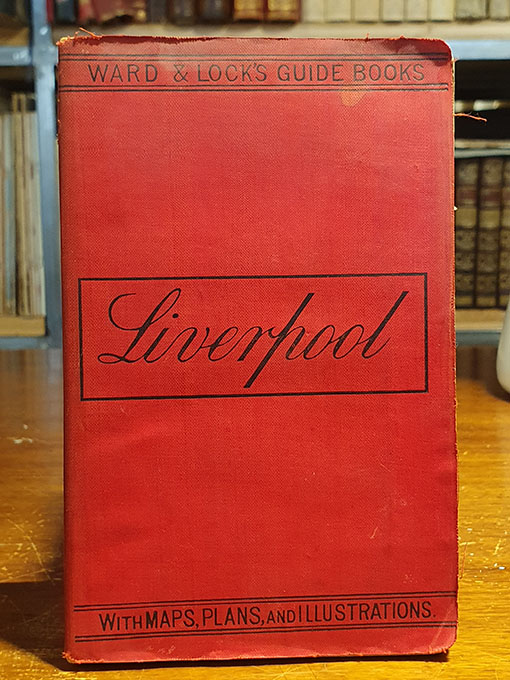 WARD & LOCK'S GUIDE BOOKS
Liverpool
WITH MAPS, PLANS, AND ILLUSTRATIONS.